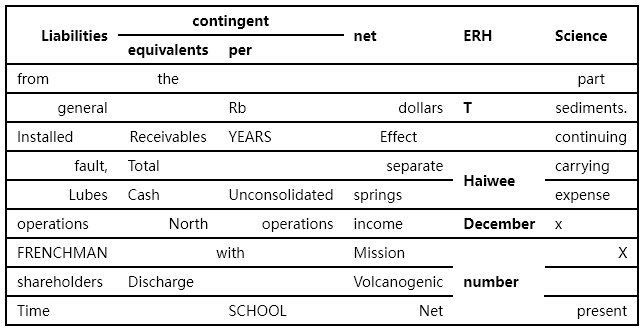 Liabilities contingent net ERH Science
equivalents per
from the part
general Rb dollars T sediments.
Installed Receivables YEARS Effect continuing
fault, Total separate Haiwee carrying
Lubes Cash Unconsolidated springs expense
operations North operations income December x
FRENCHMAN with Mission number X
shareholders Discharge Volcanogenic
Time SCHOOL Net present